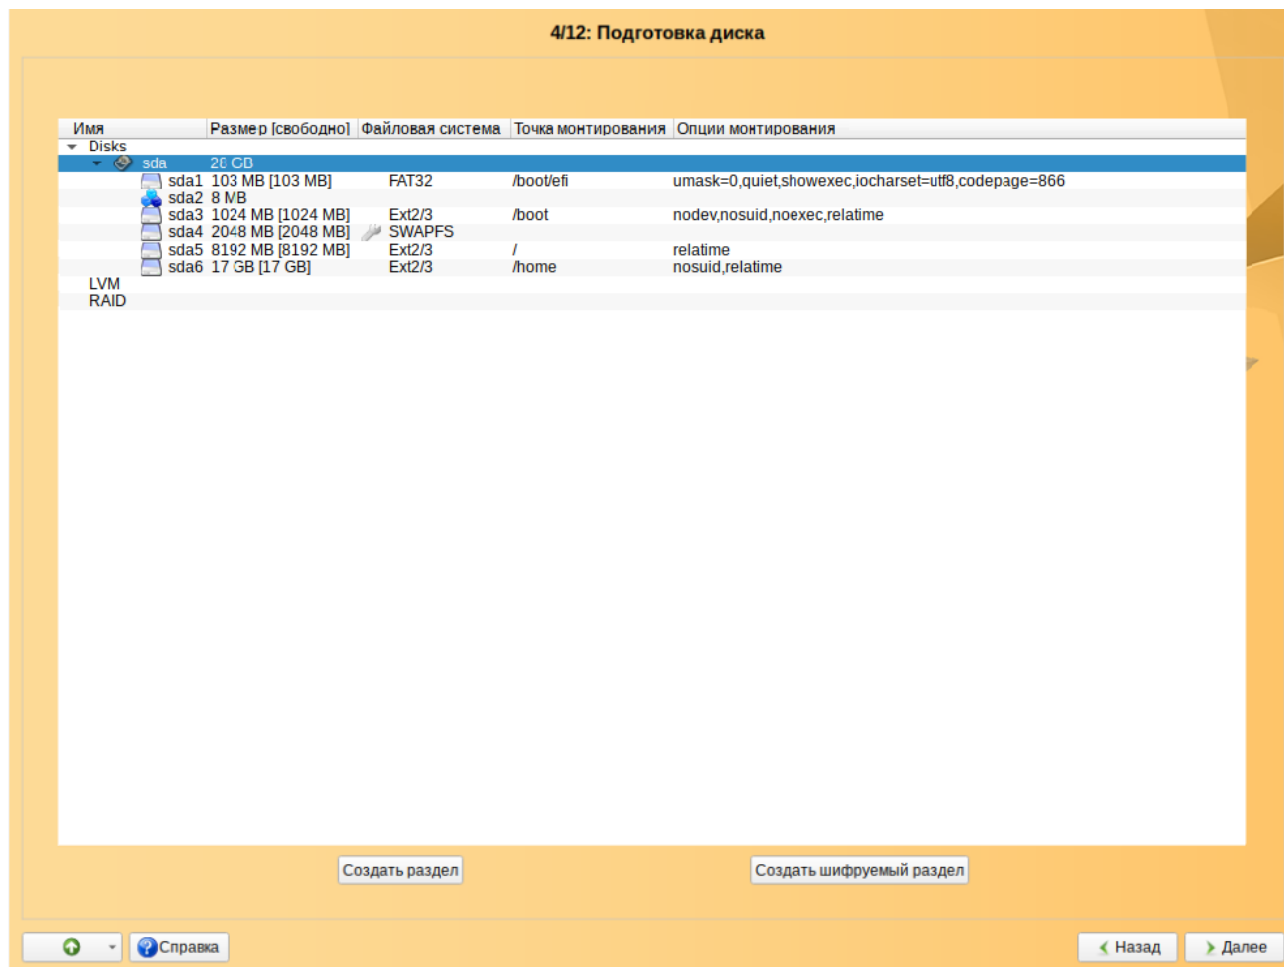 4/12: Подготовка диска
Имя Размер [свободно] Файловая система Точка монтирования Опции монтирования
Disks
sda 28 GB
sda1 103 MB [103 MB] FAT32 /boot/efi umask=0,quiet,showexec,iocharset=utf8,codepage=866
sda2 8 MB
sda3 1024 MB [1024 MB] Ext2/3 /boot nodev,nosuid,noexec,relatime
sda4 2048 MB [2048 MB] SWAPFS
sda5 8192 MB [8192 MB] Ext2/3 / relatime
sda6 17 GB [17 GB] Ext2/3 /home nosuid,relatime
LVM
RAID
Создать раздел Создать шифруемый раздел
Справка Назад Далее